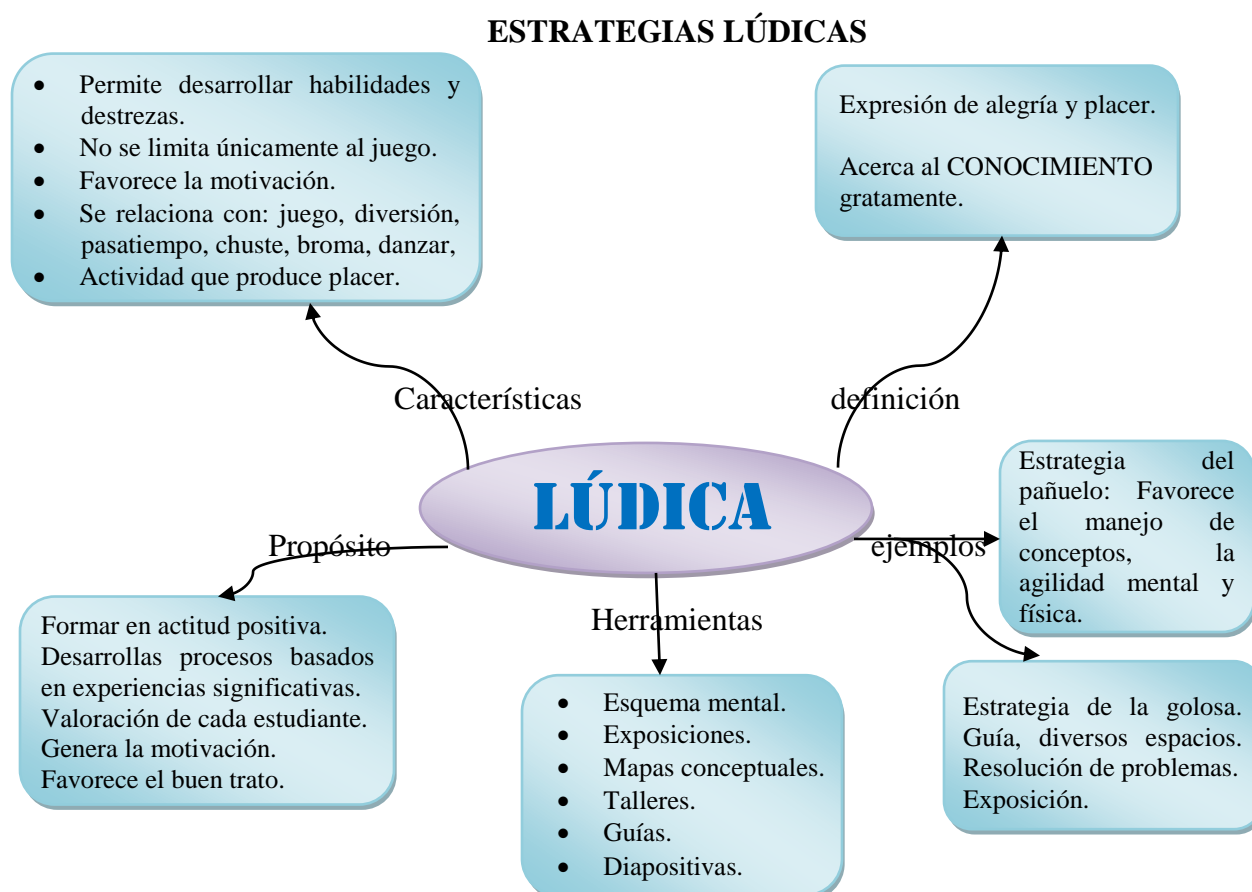 ESTRATEGIAS LÚDICAS
• Permite desarrollar habilidades y
destrezas.
• No se limita únicamente al juego.
• Favorece la motivación.
• Se relaciona con: juego, diversión,
pasatiempo, chuste, broma, danzar,
• Actividad que produce placer.
Expresión de alegría y placer.
Acerca al CONOCIMIENTO
gratamente.
Características
definición
LÚDICA
Estrategia del
pañuelo: Favorece
el manejo de
conceptos, la
agilidad mental y
física.
Propósito
ejemplos
Formar en actitud positiva.
Desarrollas procesos basados
en experiencias significativas.
Valoración de cada estudiante.
Genera la motivación.
Favorece el buen trato.
Herramientas
• Esquema mental.
• Exposiciones.
• Mapas conceptuales.
• Talleres.
• Guías.
• Diapositivas.
Estrategia de la golosa.
Guía, diversos espacios.
Resolución de problemas.
Exposición.